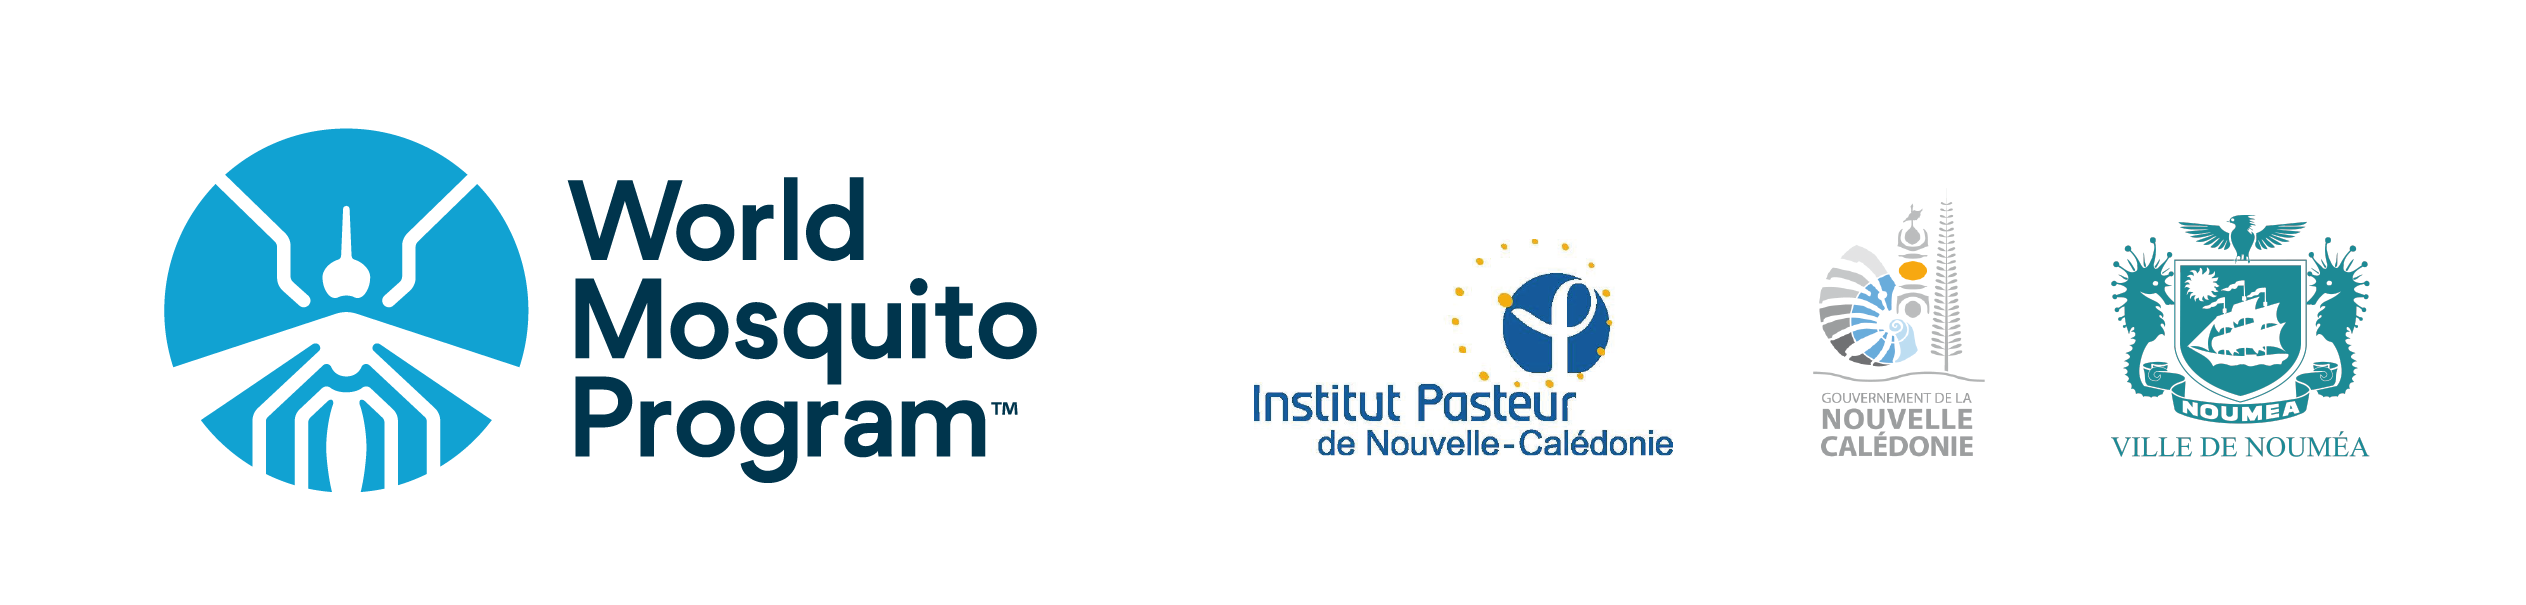 World
Mosquito
Program™
Institut Pasteur
de Nouvelle-Calédonie
GOUVERNEMENT DE LA
NOUVELLE
CALÉDONIE
NOUMEA
VILLE DE NOUMÉA